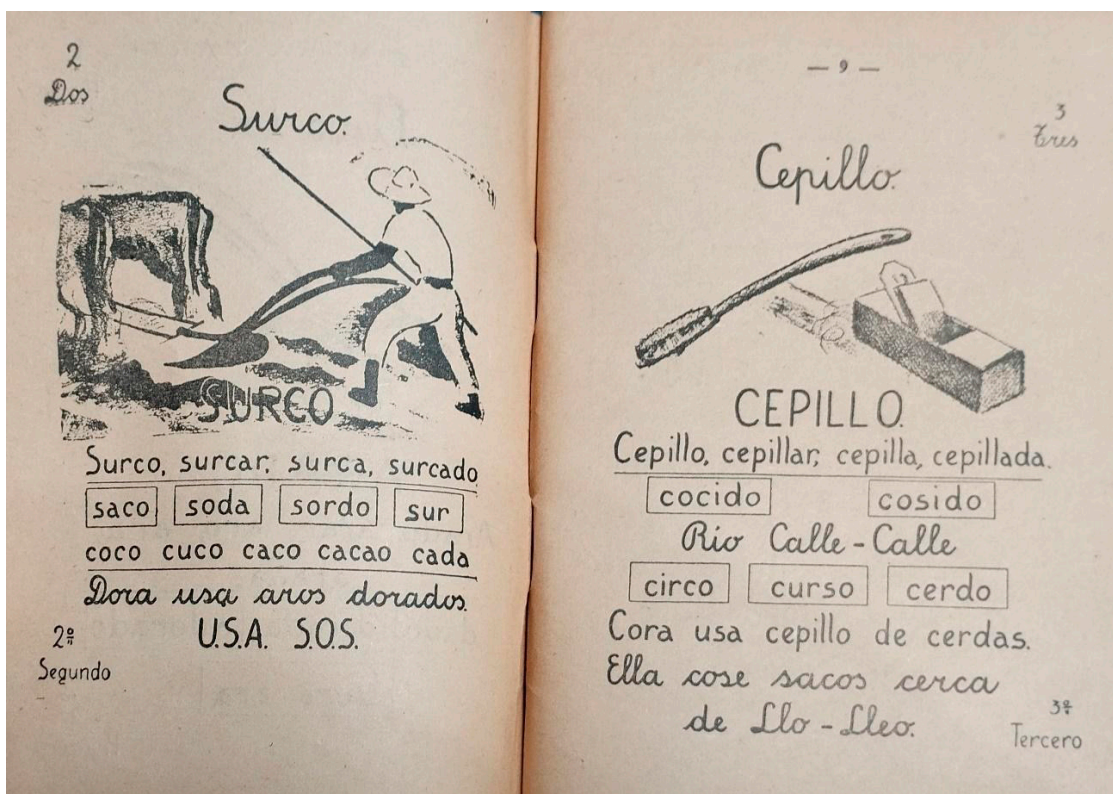 2
Dos
Surco.
SURCO
Surco, surcar, surca, surcado
saco soda sordo sur
coco cuco caco cacao cada
Dora usa aros dorados.
U.S.A. S.O.S.
2º
Segundo
— 9 —
3
Tres
Cepillo.
CEPILLO.
Cepillo, cepillar, cepilla, cepillada.
cocido cosido
Río Calle-Calle
circo curso cerdo
Cora usa cepillo de cerdas.
Ella cose sacos cerca
de Llo-Lleo.
3º
Tercero